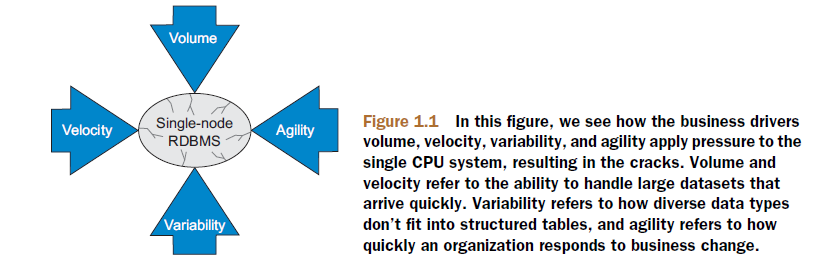 Volume
Velocity
Single-node
RDBMS
Agility
Variability
Figure 1.1 In this figure, we see how the business drivers
volume, velocity, variability, and agility apply pressure to the
single CPU system, resulting in the cracks. Volume and
velocity refer to the ability to handle large datasets that
arrive quickly. Variability refers to how diverse data types
don’t fit into structured tables, and agility refers to how
quickly an organization responds to business change.